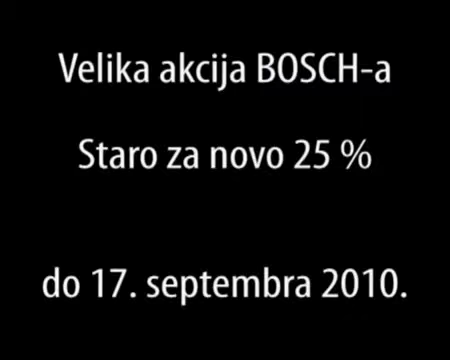 Velika akcija BOSCH-a
Staro za novo 25 %
do 17. septembra 2010.